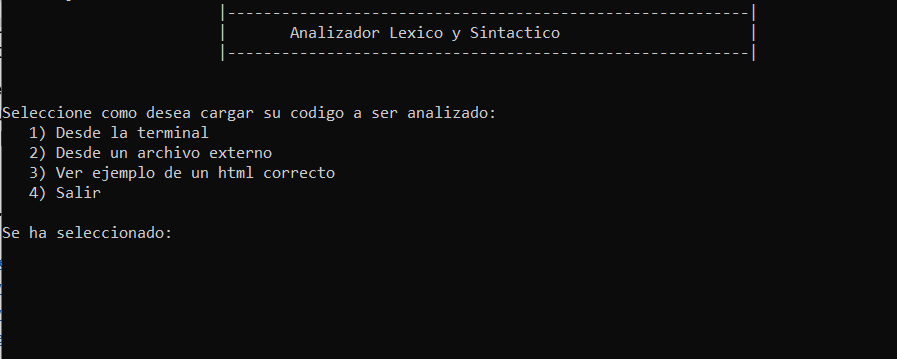 |----------------------------------------------------------|
|       Analizador Lexico y Sintactico                     |
|----------------------------------------------------------|
Seleccione como desea cargar su codigo a ser analizado:
1) Desde la terminal
2) Desde un archivo externo
3) Ver ejemplo de un html correcto
4) Salir
Se ha seleccionado: